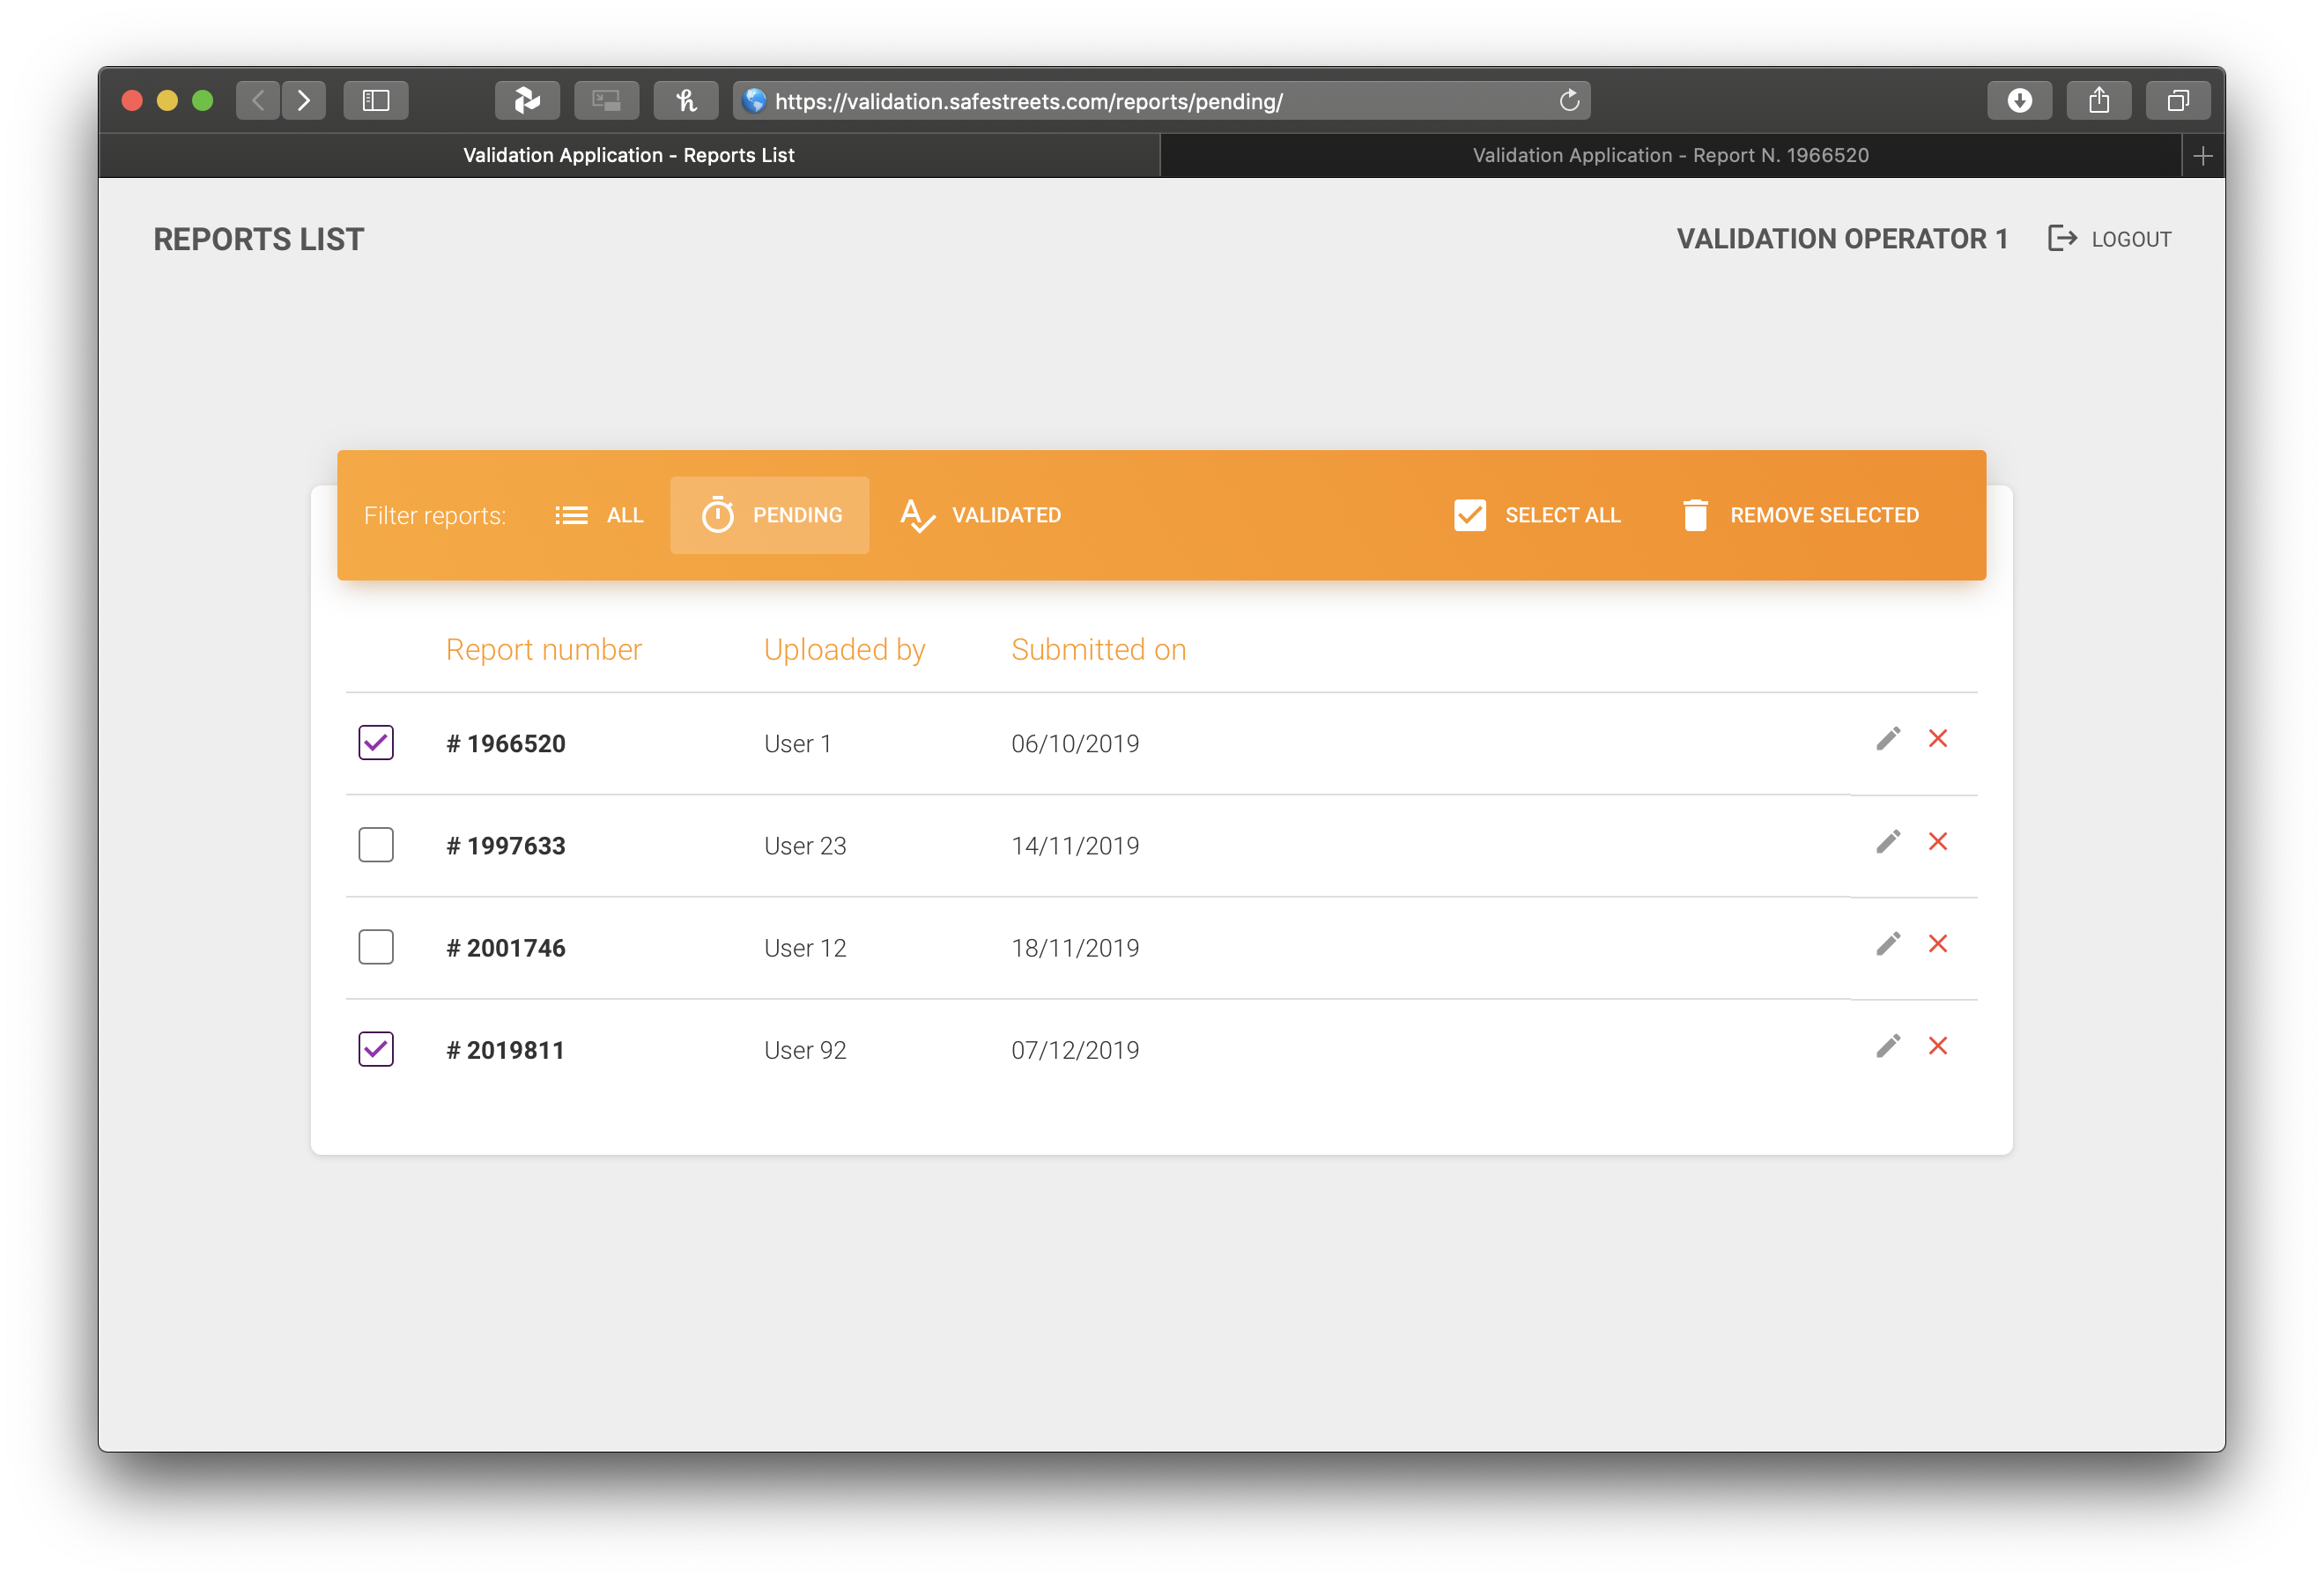 https://validation.safestreets.com/reports/pending/
Validation Application - Reports List
Validation Application - Report N. 1966520
REPORTS LIST
VALIDATION OPERATOR 1
LOGOUT
Filter reports:
ALL
PENDING
VALIDATED
SELECT ALL
REMOVE SELECTED
Report number Uploaded by Submitted on
# 1966520 User 1 06/10/2019
# 1997633 User 23 14/11/2019
# 2001746 User 12 18/11/2019
# 2019811 User 92 07/12/2019